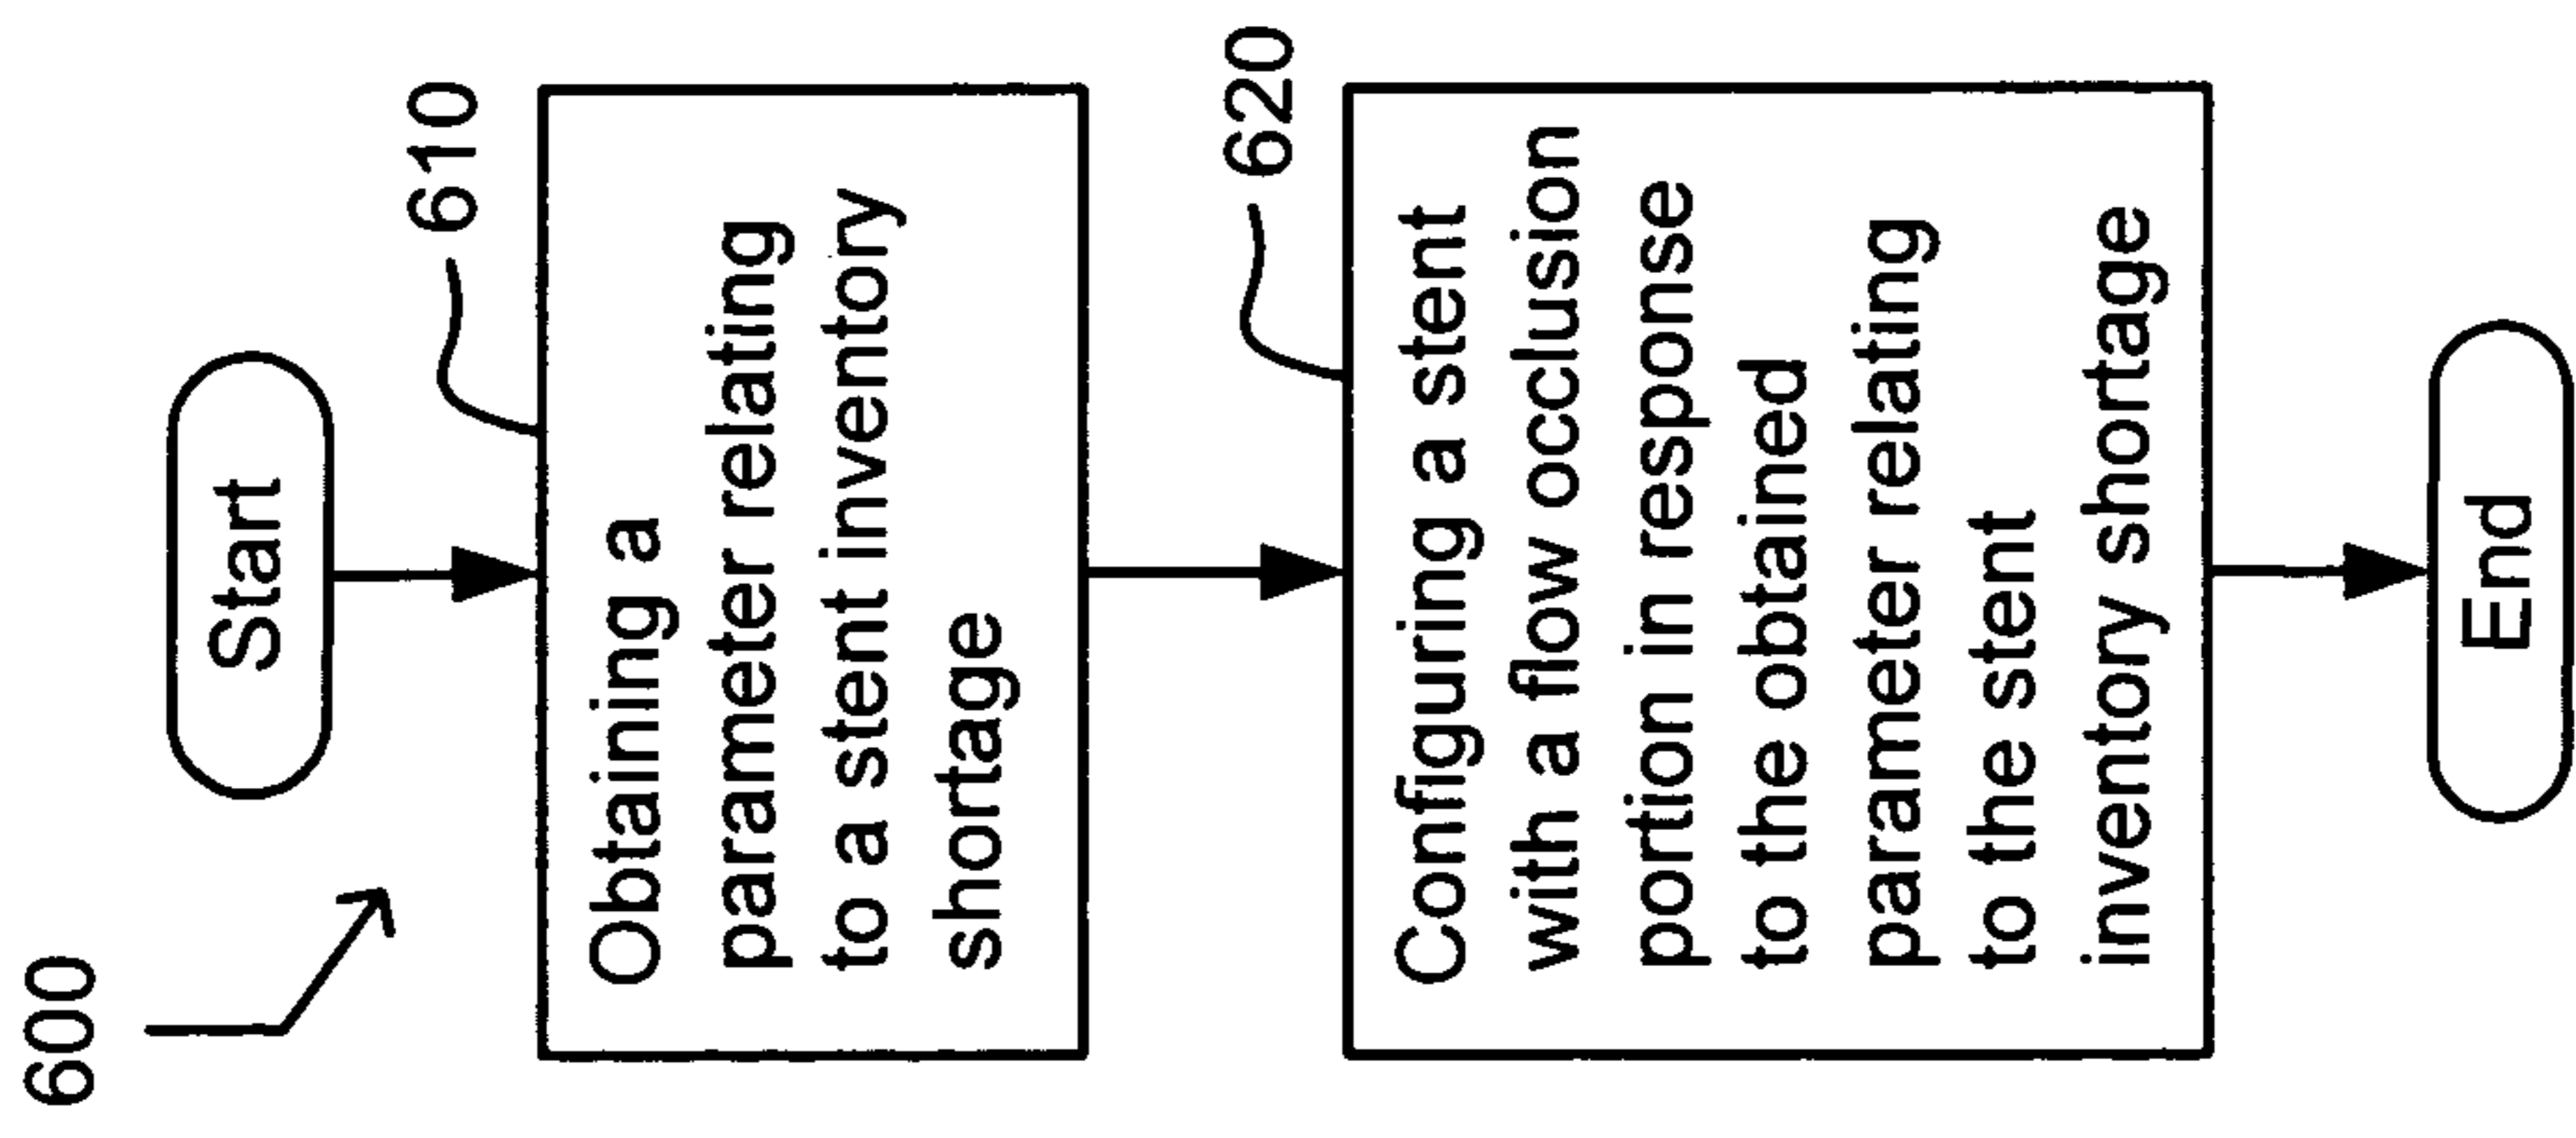 600
Start
610
Obtaining a
parameter relating
to a stent inventory
shortage
620
Configuring a stent
with a flow occlusion
portion in response
to the obtained
parameter relating
to the stent
inventory shortage
End